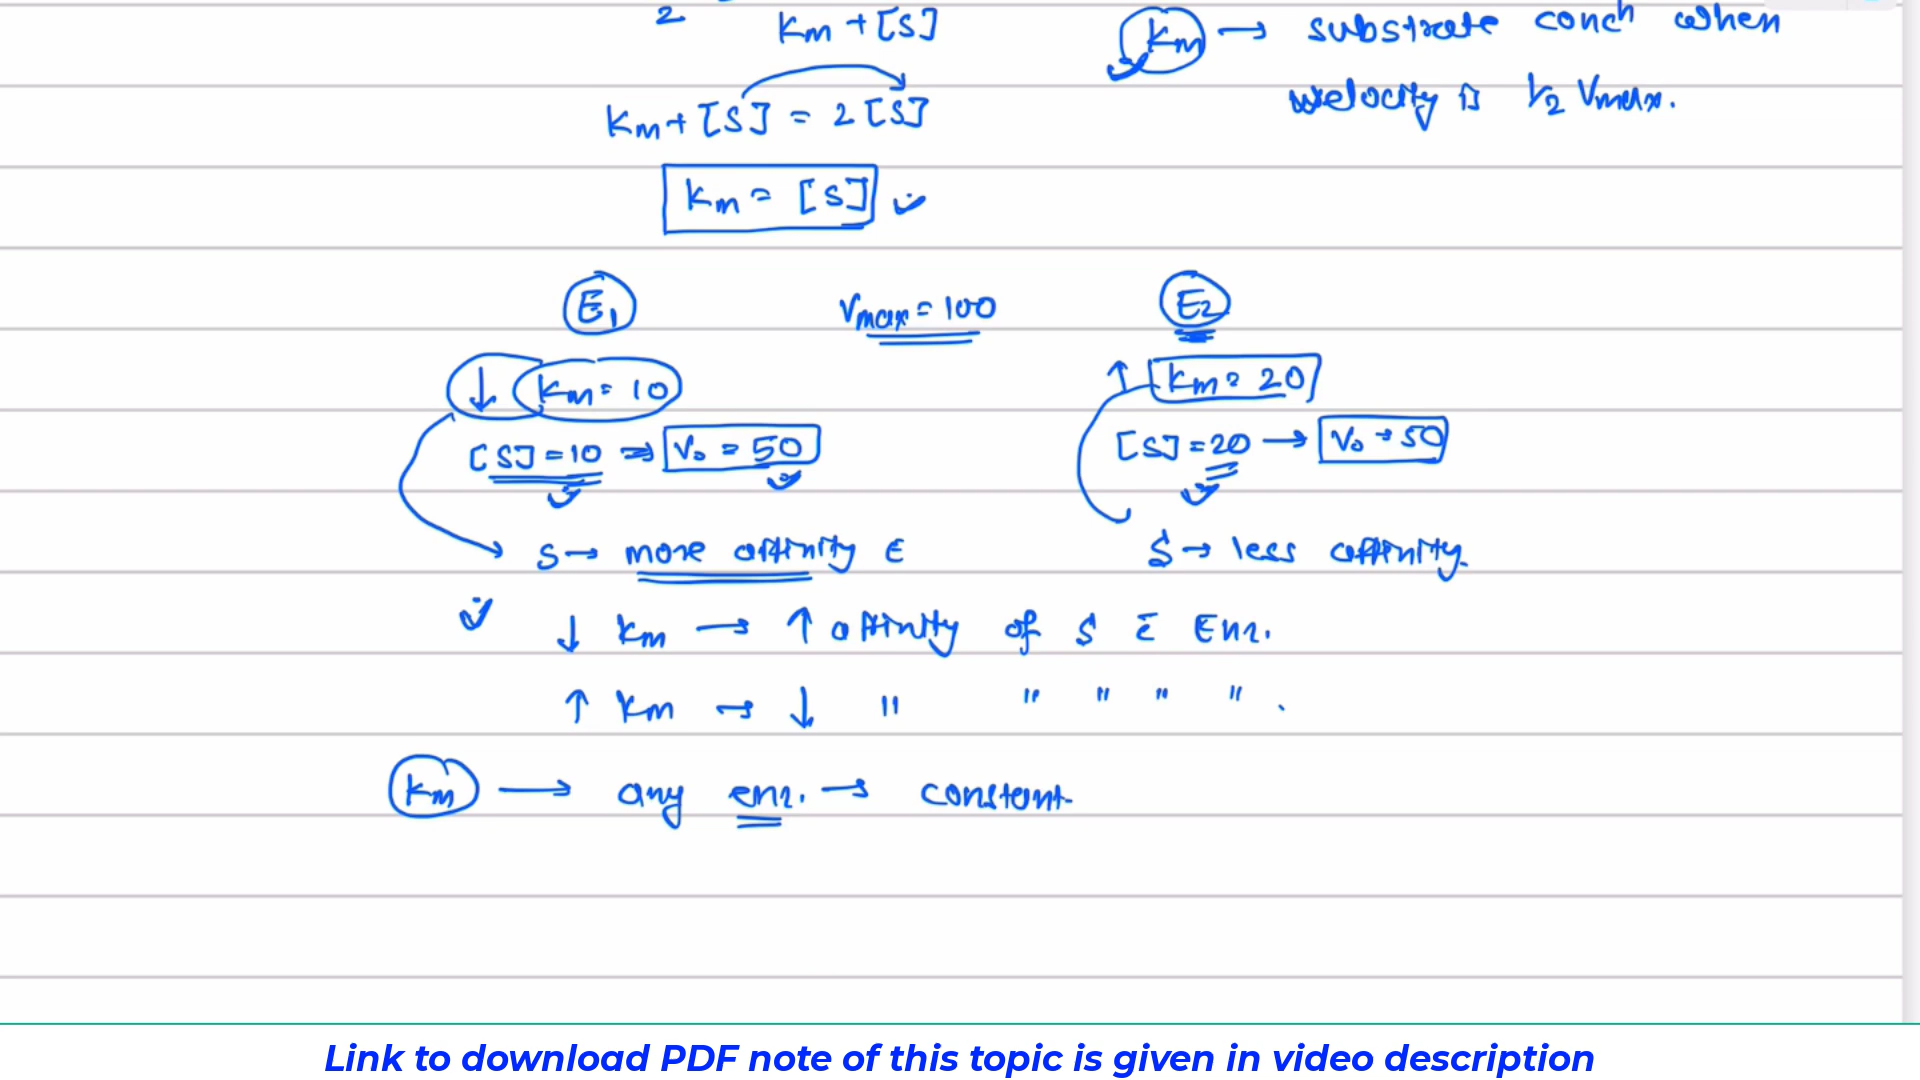 2 Km + [S]
Km → substrate concn when
velocity is 1/2 Vmax.
Km + [S] = 2 [S]
Km = [S]
E1 Vmax = 100 E2
↓ Km = 10 ↑ Km = 20
[S] = 10 → V₀ = 50 [S] = 20 → V₀ → 50
S → more affinity c̄ S → less affinity.
↓ Km → ↑ affinity of S c̄ Enz.
↑ Km → ↓ " " " " " .
Km → any enz. → constant.
Link to download PDF note of this topic is given in video description